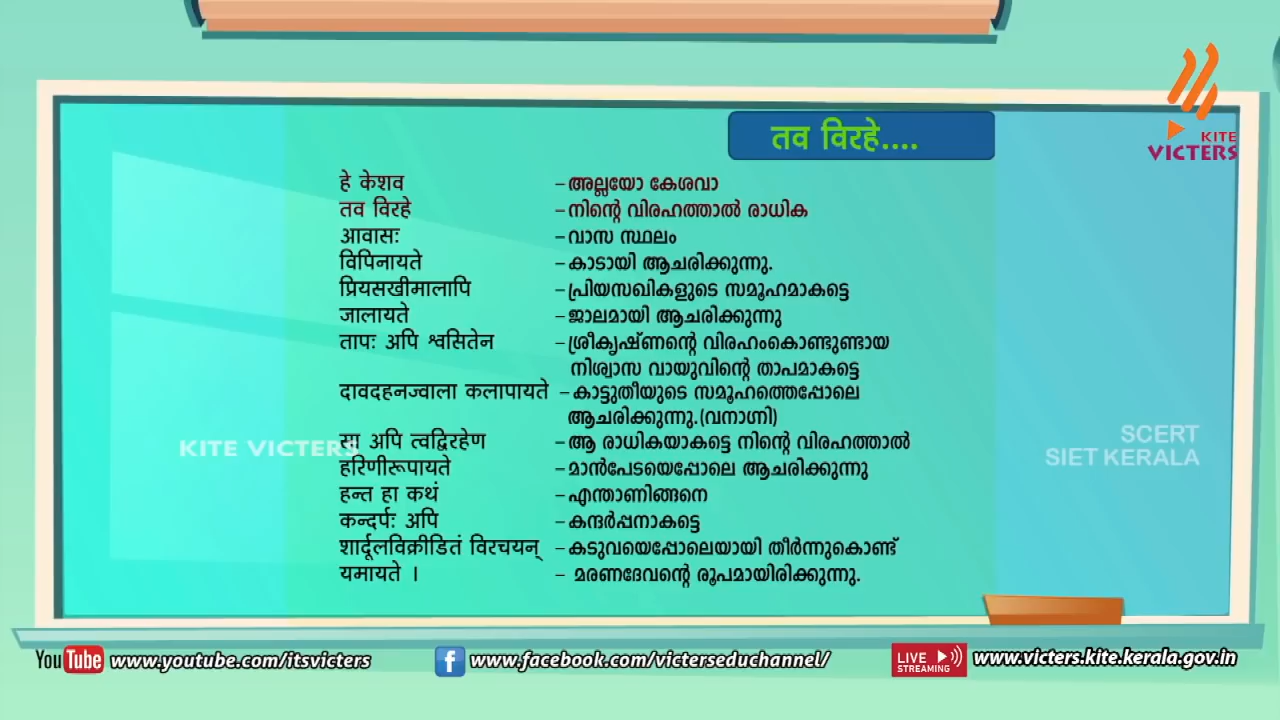 KITE
VICTERS
तव विरहे....
हे केशव – അല്ലയോ കേശവാ
तव विरहे – നിന്റെ വിരഹത്താൽ രാധിക
आवासः – വാസ സ്ഥലം
विपिनायते – കാടായി ആചരിക്കുന്നു.
प्रियसखीमालापि – പ്രിയസഖികളുടെ സമൂഹമാകട്ടെ
जालायते – ജാലമായി ആചരിക്കുന്നു
तापः अपि श्वसितेन – ശ്രീകൃഷ്ണന്റെ വിരഹംകൊണ്ടുണ്ടായ
നിശ്വാസ വായുവിന്റെ താപമാകട്ടെ
दावदहनज्वाला कलापायते – കാട്ടുതീയുടെ സമൂഹത്തെപ്പോലെ
ആചരിക്കുന്നു.(വനാഗ്നി)
सा अपि त्वद्विरहेण – ആ രാധികയാകട്ടെ നിന്റെ വിരഹത്താൽ
हरिणीरूपायते – മാൻപേടയെപ്പോലെ ആചരിക്കുന്നു
हन्त हा कथं – എന്താണിങ്ങനെ
कन्दर्पः अपि – കന്ദർപ്പനാകട്ടെ
शार्दूलविक्रीडितं विरचयन् – കടുവയെപ്പോലെയായി തീർന്നുകൊണ്ട്
यमायते । – മരണദേവന്റെ രൂപമായിരിക്കുന്നു.
KITE VICTERS
SCERT
SIET KERALA
YouTube www.youtube.com/itsvicters
f www.facebook.com/victerseduchannel/
LIVE STREAMING www.victers.kite.kerala.gov.in